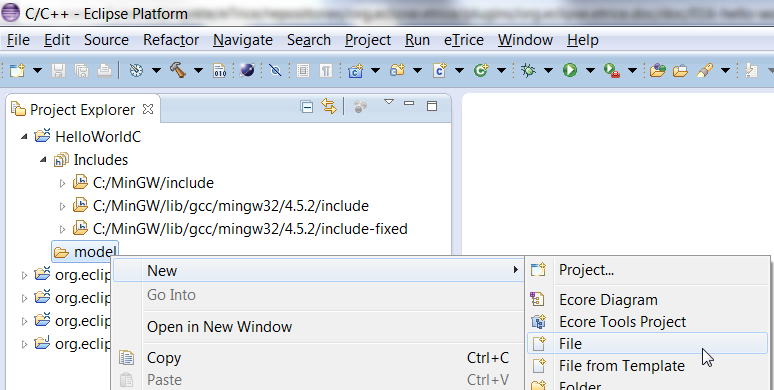 C/C++ - Eclipse Platform
File Edit Source Refactor Navigate Search Project Run eTrice Window Help
Project Explorer
HelloWorldC
Includes
C:/MinGW/include
C:/MinGW/lib/gcc/mingw32/4.5.2/include
C:/MinGW/lib/gcc/mingw32/4.5.2/include-fixed
model
org.eclip
org.eclip
org.eclip
org.eclip
New
Go Into
Open in New Window
Copy Ctrl+C
Paste Ctrl+V
Project...
Ecore Diagram
Ecore Tools Project
File
File from Template
Folder